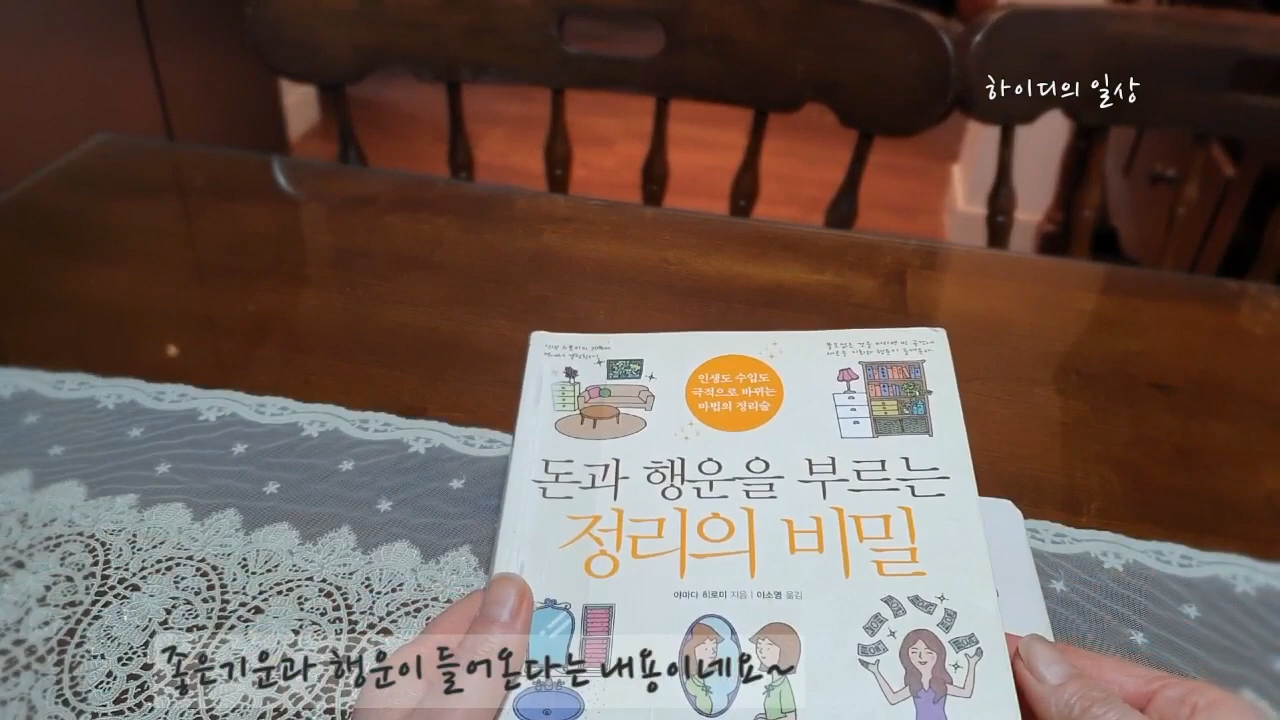 하이디의 일상
인생도 수입도
극적으로 바뀌는
마법의 정리술
돈과 행운을 부르는
정리의 비밀
야마다 히로미 지음 | 이소영 옮김
좋은기운과 행운이 들어온다는 내용이네요~